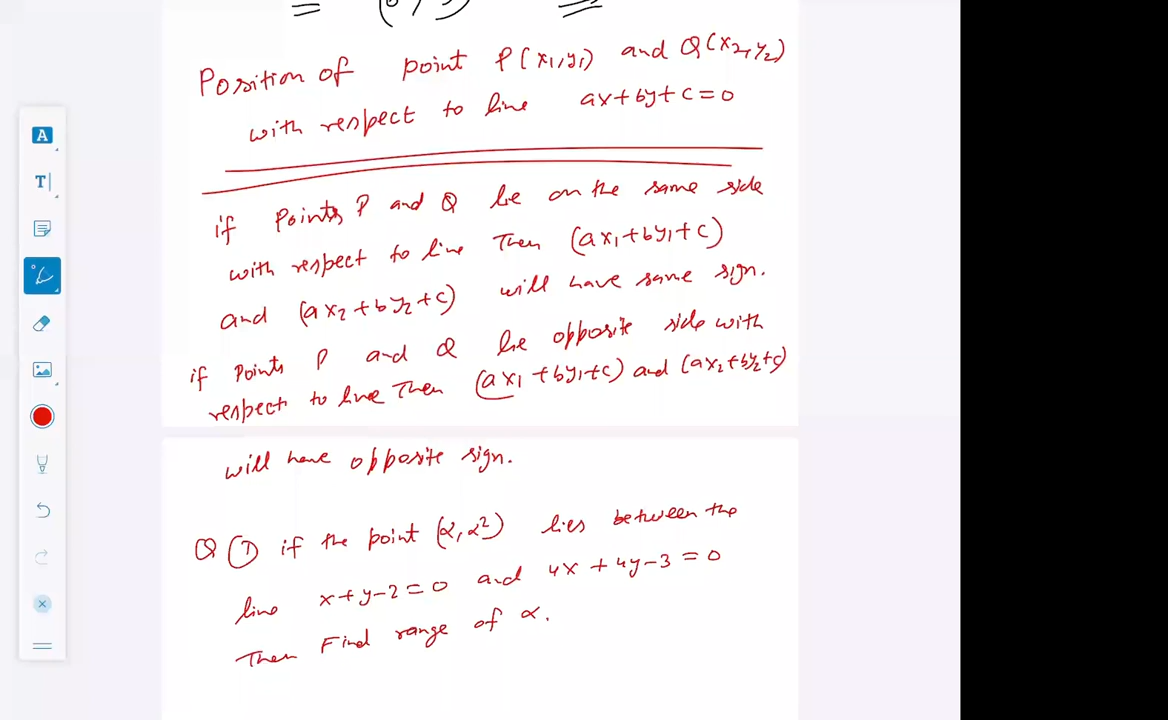 Position of point P(x₁,y₁) and Q(x₂,y₂)
with respect to line ax+by+c=0
if Points P and Q lie on the same side
with respect to line Then (ax₁+by₁+c)
and (ax₂+by₂+c) will have same sign.
if Points P and Q lie opposite side with
respect to line Then (ax₁+by₁+c) and (ax₂+by₂+c)
will have opposite sign.
Q ① if the point (α,α²) lies between the
line x+y-2=0 and 4x+4y-3=0
Then Find range of α.
A
T